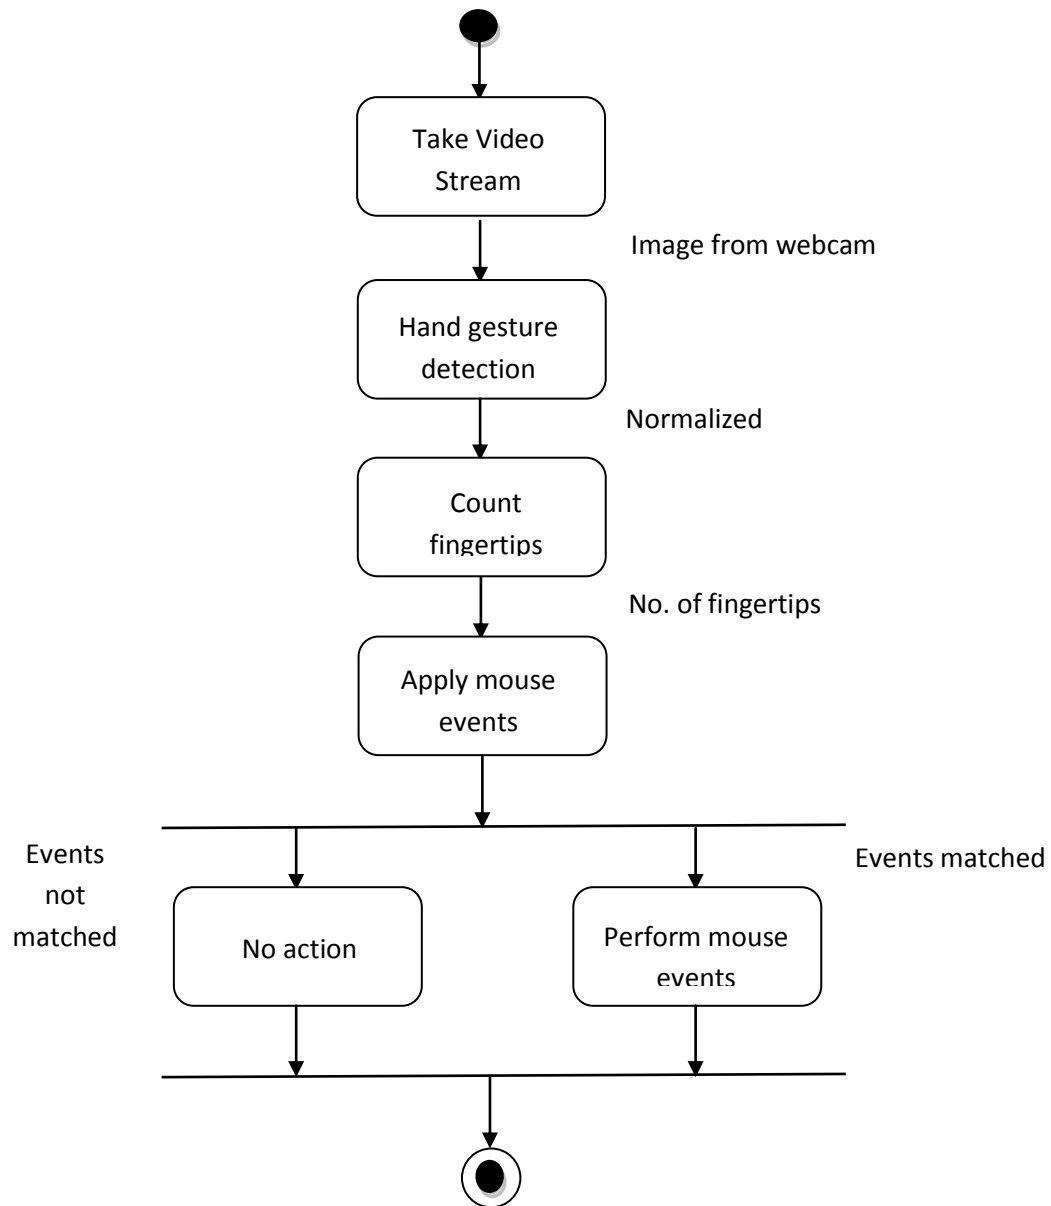 Take Video
Stream
Image from webcam
Hand gesture
detection
Normalized
Count
fingertips
No. of fingertips
Apply mouse
events
Events
not
matched
Events matched
No action
Perform mouse
events